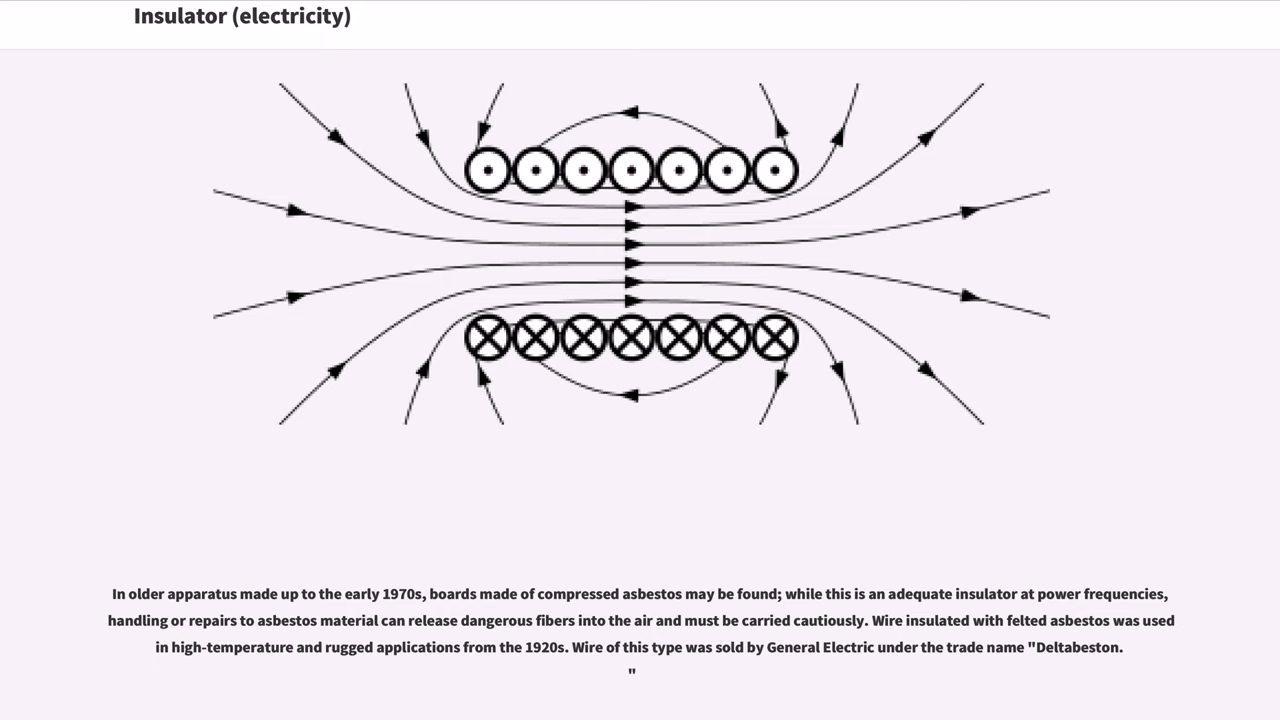 Insulator (electricity)
In older apparatus made up to the early 1970s, boards made of compressed asbestos may be found; while this is an adequate insulator at power frequencies,
handling or repairs to asbestos material can release dangerous fibers into the air and must be carried cautiously. Wire insulated with felted asbestos was used
in high-temperature and rugged applications from the 1920s. Wire of this type was sold by General Electric under the trade name "Deltabeston.
"